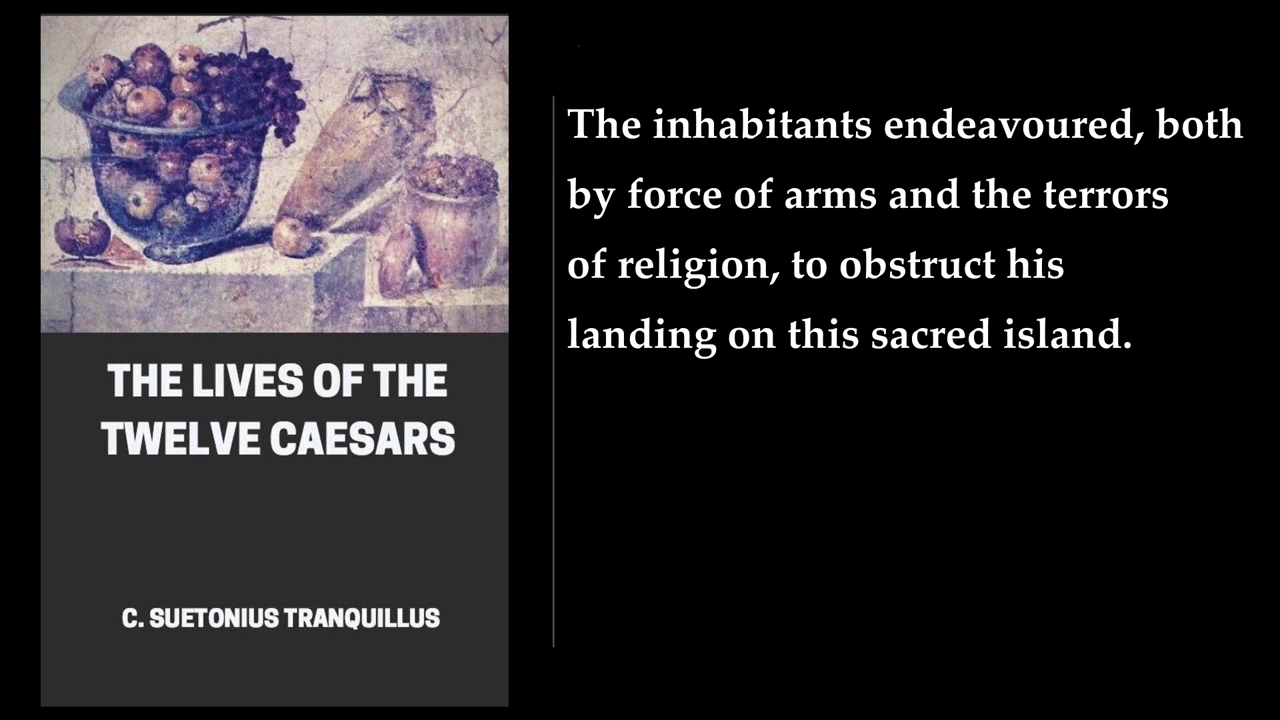 THE LIVES OF THE
TWELVE CAESARS
C. SUETONIUS TRANQUILLUS
The inhabitants endeavoured, both
by force of arms and the terrors
of religion, to obstruct his
landing on this sacred island.